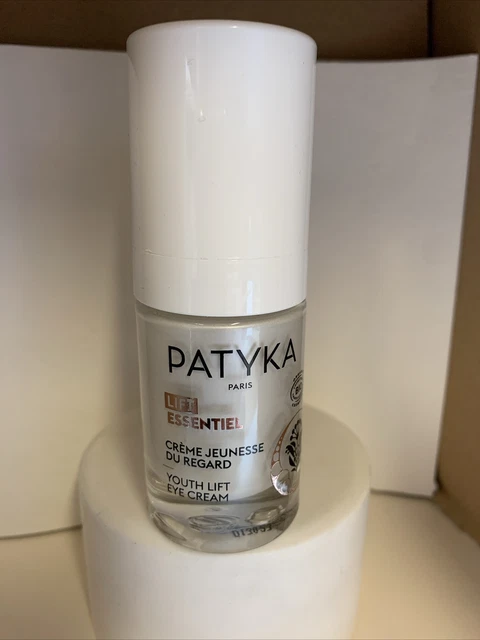 PATYKA
PARIS
LIFT
ESSENTIEL
CRÈME JEUNESSE
DU REGARD
YOUTH LIFT
EYE CREAM